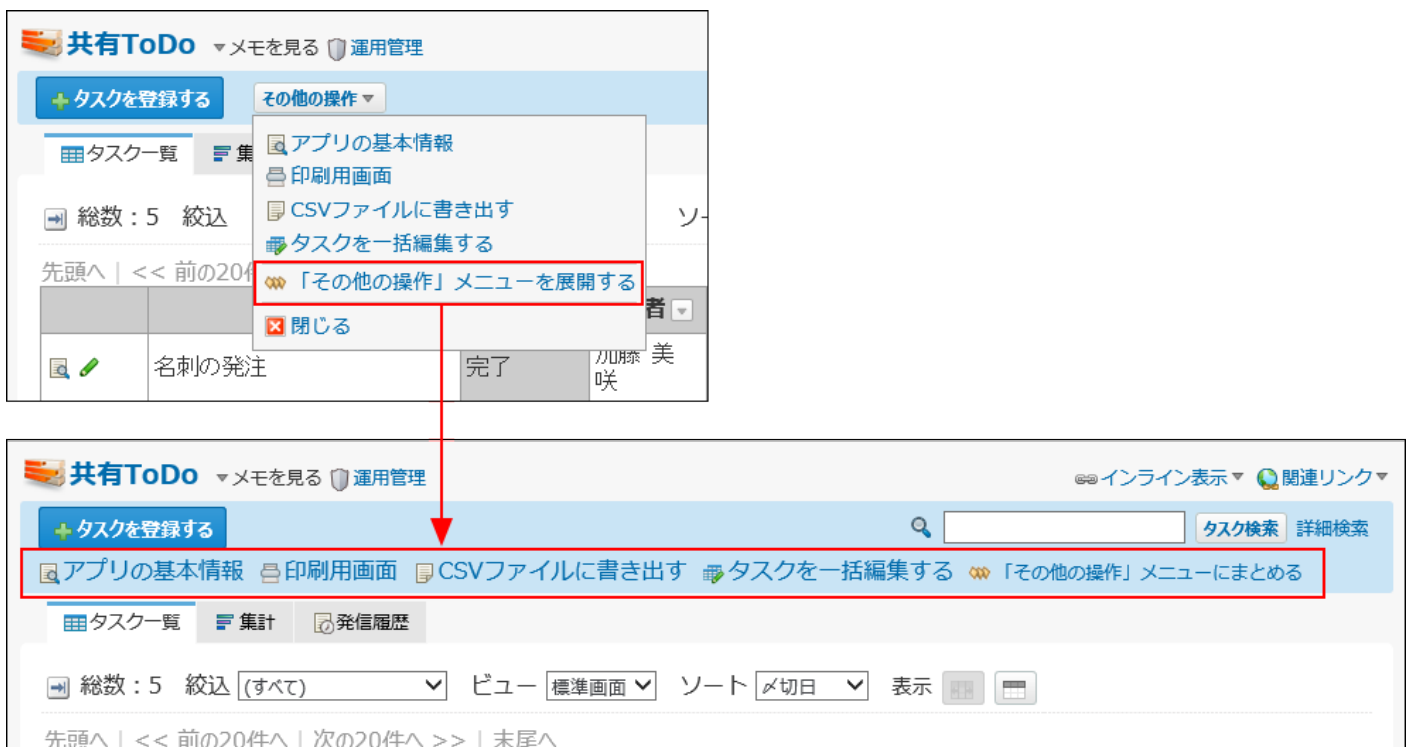 共有ToDo ▼メモを見る 運用管理
タスクを登録する その他の操作▼
アプリの基本情報
タスク一覧 集
印刷用画面
CSVファイルに書き出す
総数：5 絞込 ソ
タスクを一括編集する
先頭へ | << 前の20件
「その他の操作」メニューを展開する
者
閉じる
名刺の発注 完了 加藤 美
咲
共有ToDo ▼メモを見る 運用管理 インライン表示▼ 関連リンク▼
タスクを登録する タスク検索 詳細検索
アプリの基本情報 印刷用画面 CSVファイルに書き出す タスクを一括編集する 「その他の操作」メニューにまとめる
タスク一覧 集計 発信履歴
総数：5 絞込 (すべて) ビュー 標準画面 ソート 〆切日 表示
先頭へ | << 前の20件へ | 次の20件へ >> | 末尾へ